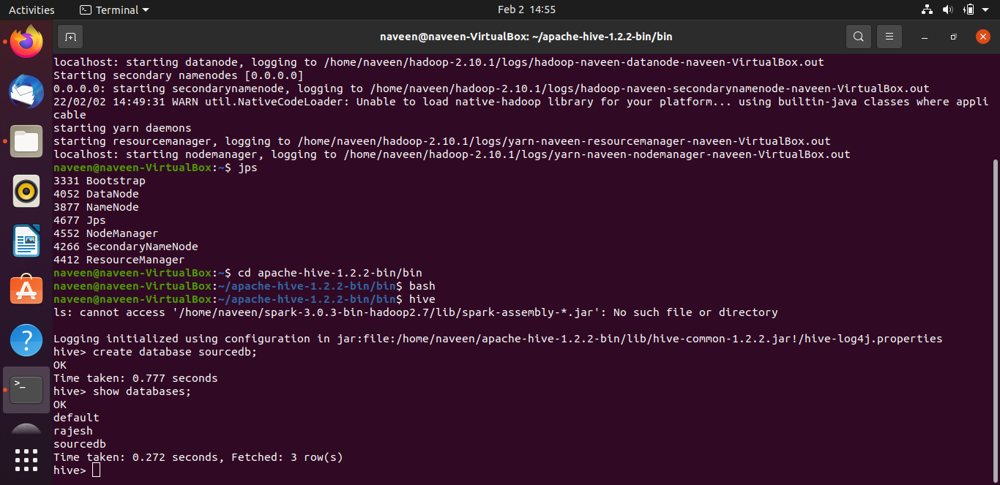 Activities
Terminal
Feb 2 14:55
naveen@naveen-VirtualBox: ~/apache-hive-1.2.2-bin/bin
localhost: starting datanode, logging to /home/naveen/hadoop-2.10.1/logs/hadoop-naveen-datanode-naveen-VirtualBox.out
Starting secondary namenodes [0.0.0.0]
0.0.0.0: starting secondarynamenode, logging to /home/naveen/hadoop-2.10.1/logs/hadoop-naveen-secondarynamenode-naveen-VirtualBox.out
22/02/02 14:49:31 WARN util.NativeCodeLoader: Unable to load native-hadoop library for your platform... using builtin-java classes where appli
cable
starting yarn daemons
starting resourcemanager, logging to /home/naveen/hadoop-2.10.1/logs/yarn-naveen-resourcemanager-naveen-VirtualBox.out
localhost: starting nodemanager, logging to /home/naveen/hadoop-2.10.1/logs/yarn-naveen-nodemanager-naveen-VirtualBox.out
naveen@naveen-VirtualBox:~$ jps
3331 Bootstrap
4052 DataNode
3877 NameNode
4677 Jps
4552 NodeManager
4266 SecondaryNameNode
4412 ResourceManager
naveen@naveen-VirtualBox:~$ cd apache-hive-1.2.2-bin/bin
naveen@naveen-VirtualBox:~/apache-hive-1.2.2-bin/bin$ bash
naveen@naveen-VirtualBox:~/apache-hive-1.2.2-bin/bin$ hive
ls: cannot access '/home/naveen/spark-3.0.3-bin-hadoop2.7/lib/spark-assembly-*.jar': No such file or directory
Logging initialized using configuration in jar:file:/home/naveen/apache-hive-1.2.2-bin/lib/hive-common-1.2.2.jar!/hive-log4j.properties
hive> create database sourcedb;
OK
Time taken: 0.777 seconds
hive> show databases;
OK
default
rajesh
sourcedb
Time taken: 0.272 seconds, Fetched: 3 row(s)
hive>